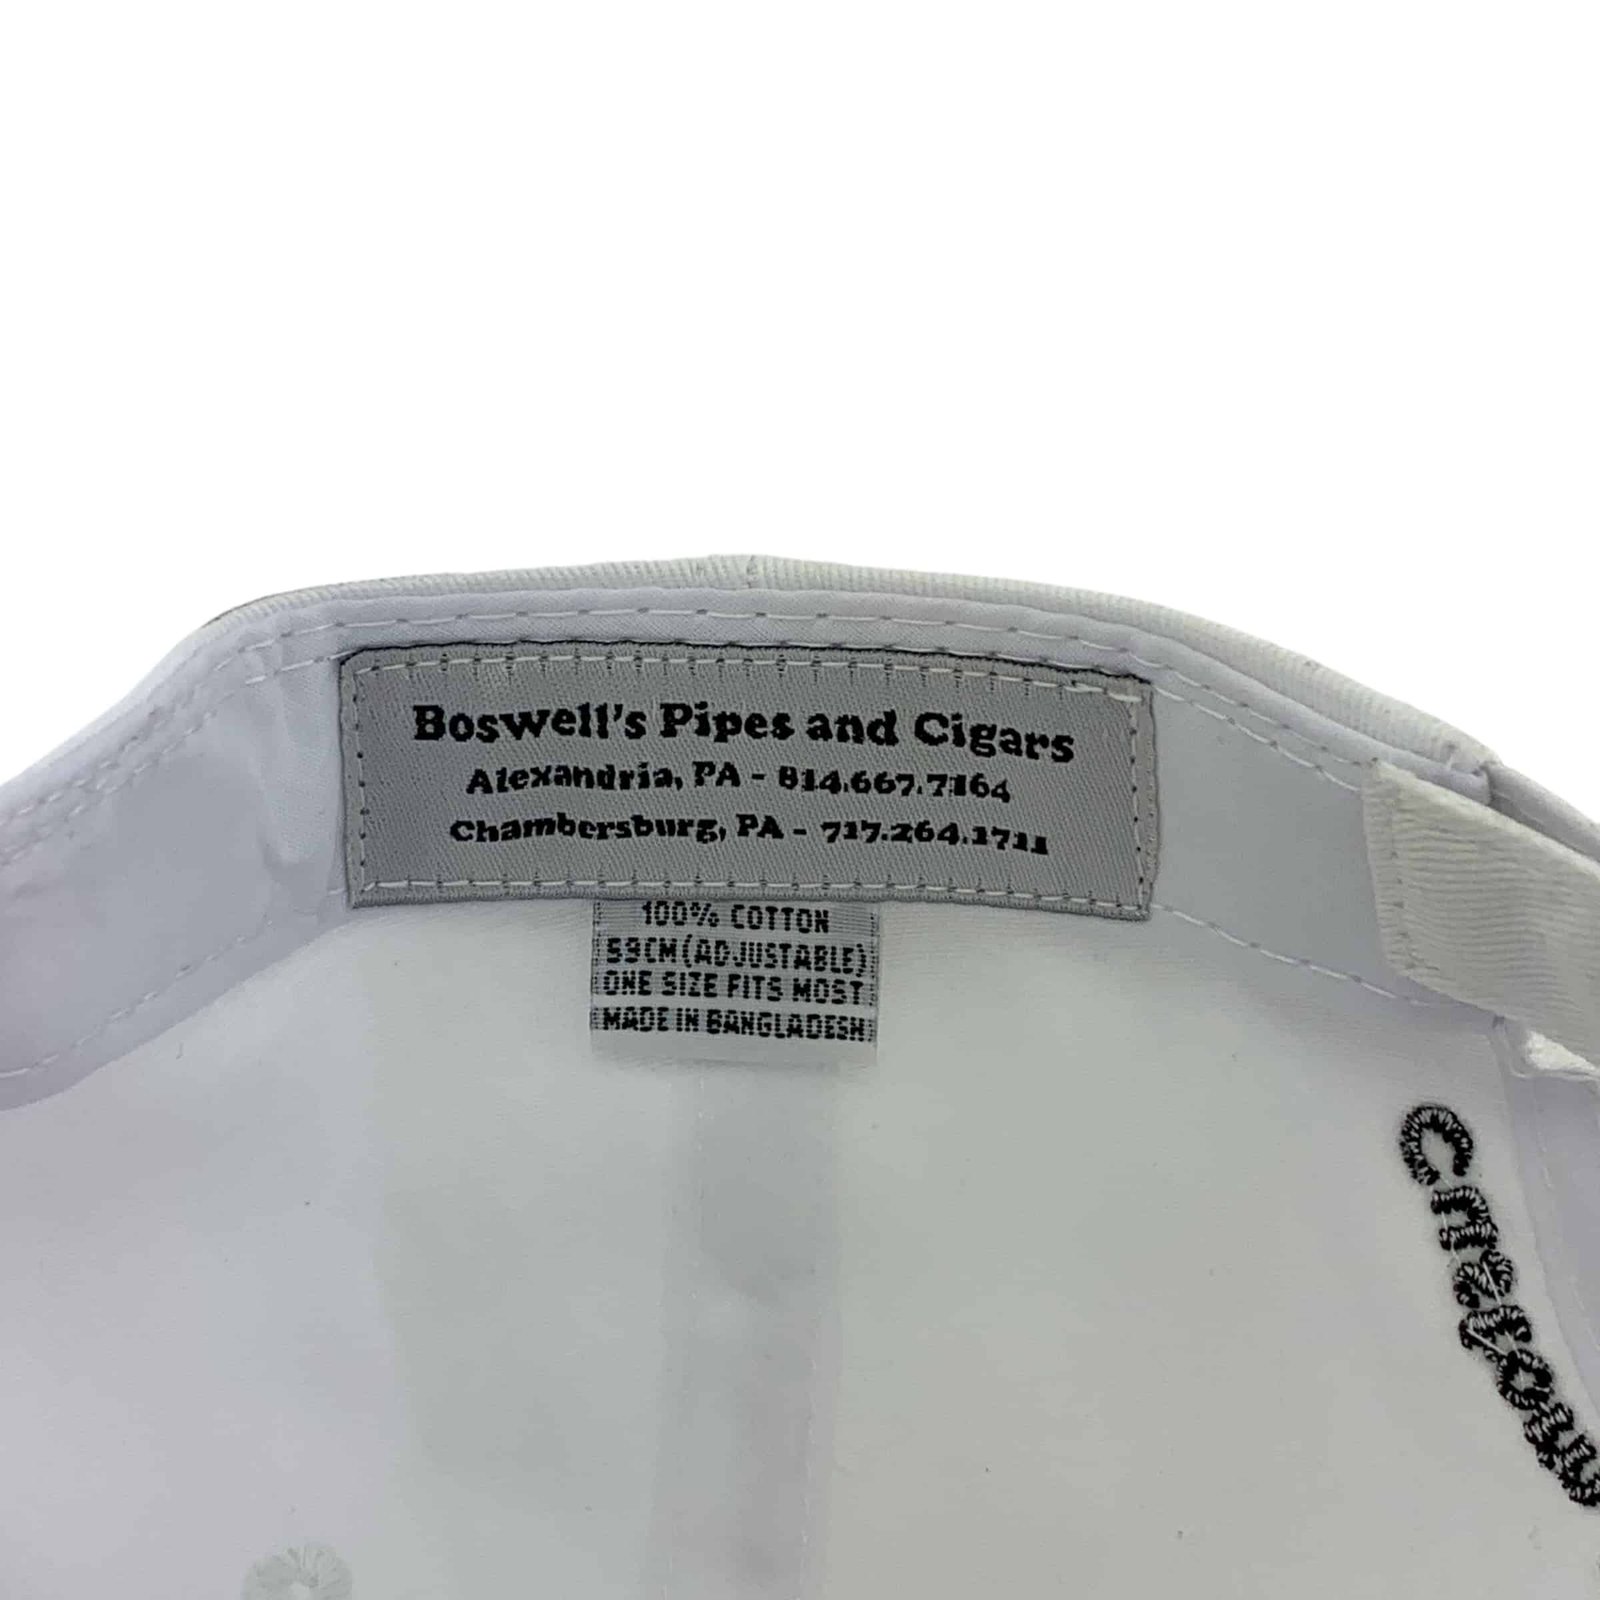 Boswell's Pipes and Cigars
Alexandria, PA - 814.667.7164
Chambersburg, PA - 717.264.1711
100% COTTON
59CM(ADJUSTABLE)
ONE SIZE FITS MOST
MADE IN BANGLADESH